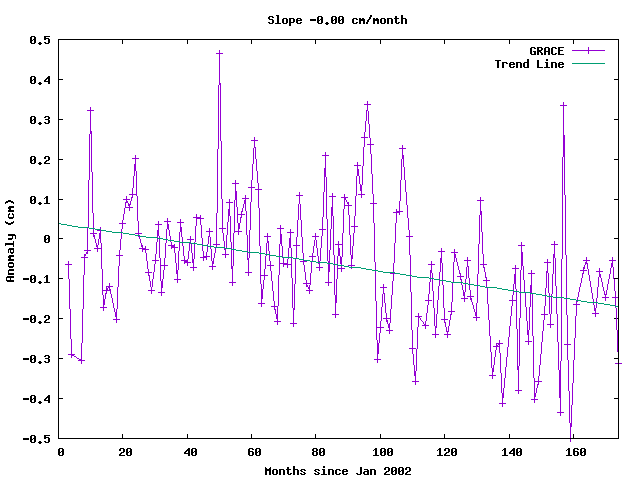 Slope -0.00 cm/month
GRACE
Trend Line
0.5
0.4
0.3
0.2
0.1
0
-0.1
-0.2
-0.3
-0.4
-0.5
Anomaly (cm)
0 20 40 60 80 100 120 140 160
Months since Jan 2002